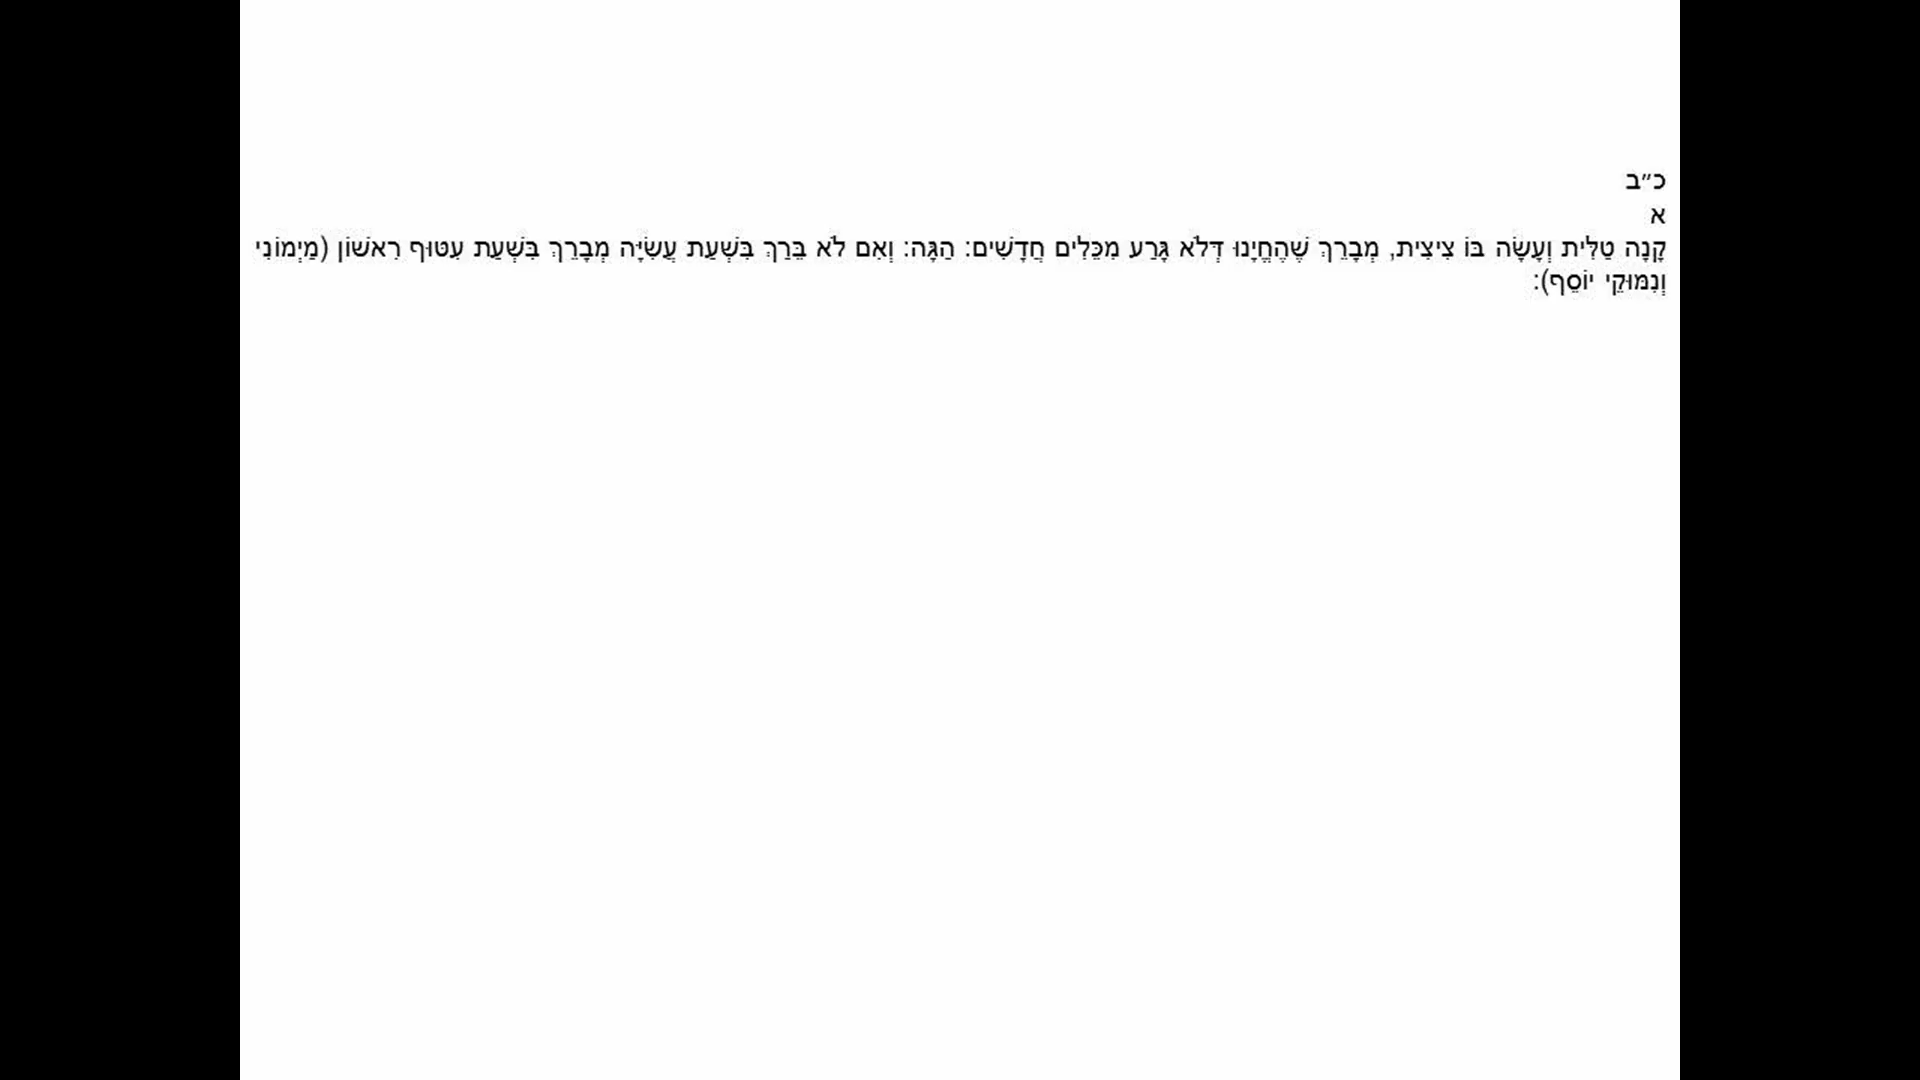 כ״ב
א
קָנָה טַלִּית וְעָשָׂה בּוֹ צִיצִית, מְבָרֵךְ שֶׁהֶחֱיָנוּ דְּלֹא גָּרַע מִכֵּלִים חֲדָשִׁים: הַגָּה: וְאִם לֹא בֵּרַךְ בִּשְׁעַת עֲשִׂיָּה מְבָרֵךְ בִּשְׁעַת עִטּוּף רִאשׁוֹן (מַיְמוֹנִי
וְנִמּוּקֵי יוֹסֵף):